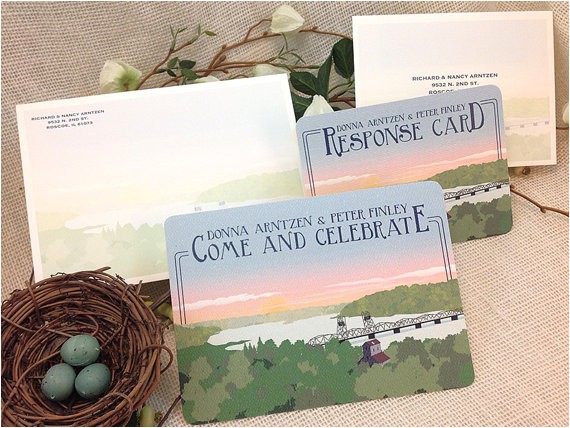 RICHARD & NANCY ARNTZEN
9532 N. 2ND ST.
ROSCOE, IL 61073
RICHARD & NANCY ARNTZEN
9532 N. 2ND ST.
DONNA ARNTZEN & PETER FINLEY
RESPONSE CARD
DONNA ARNTZEN & PETER FINLEY
COME AND CELEBRATE